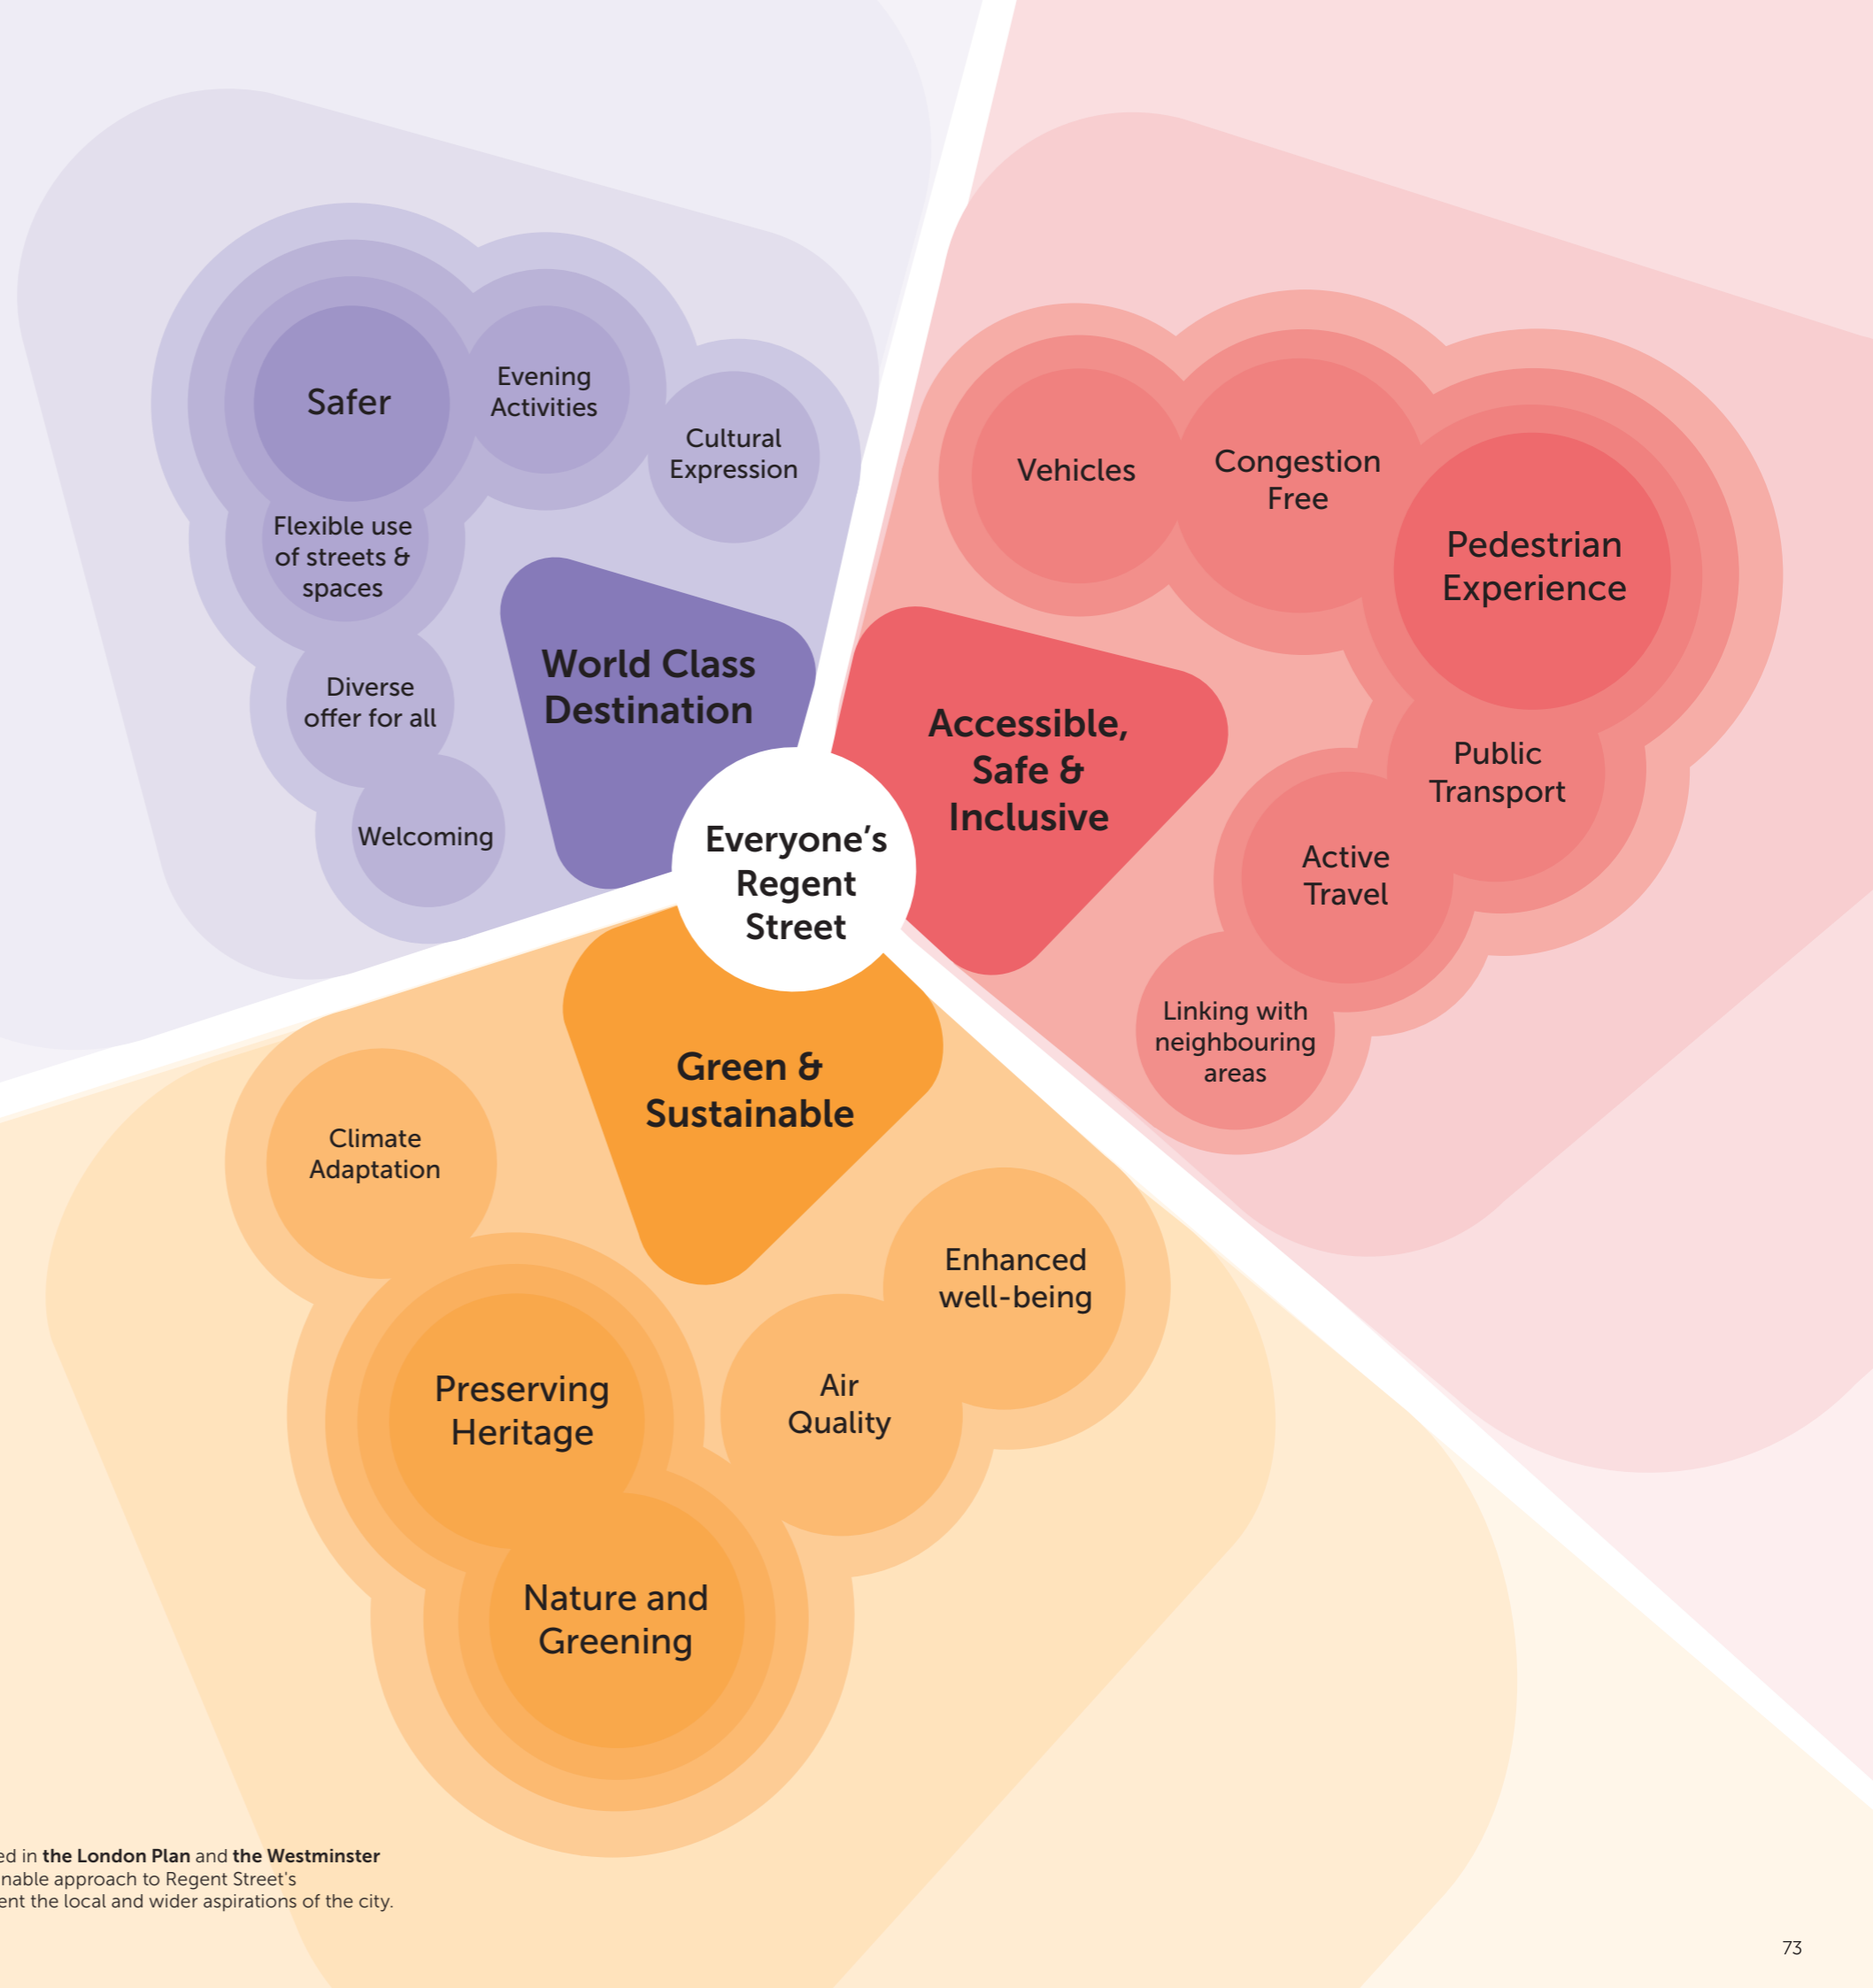 Safer
Evening
Activities
Cultural
Expression
Flexible use
of streets &
spaces
Diverse
offer for all
Welcoming
World Class
Destination
Vehicles
Congestion
Free
Pedestrian
Experience
Public
Transport
Active
Travel
Linking with
neighbouring
areas
Accessible,
Safe &
Inclusive
Everyone’s
Regent
Street
Green &
Sustainable
Climate
Adaptation
Preserving
Heritage
Nature and
Greening
Air
Quality
Enhanced
well-being
ed in the London Plan and the Westminster
nable approach to Regent Street's
ent the local and wider aspirations of the city.
73